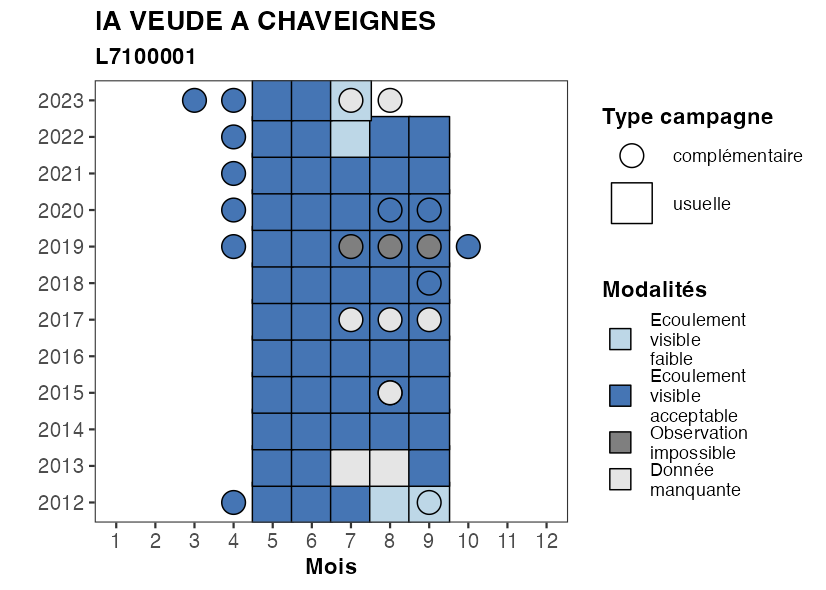 IA VEUDE A CHAVEIGNES
L7100001
2023
2022
2021
2020
2019
2018
2017
2016
2015
2014
2013
2012
1 2 3 4 5 6 7 8 9 10 11 12
Mois
Type campagne
complémentaire
usuelle
Modalités
Ecoulement
visible
faible
Ecoulement
visible
acceptable
Observation
impossible
Donnée
manquante